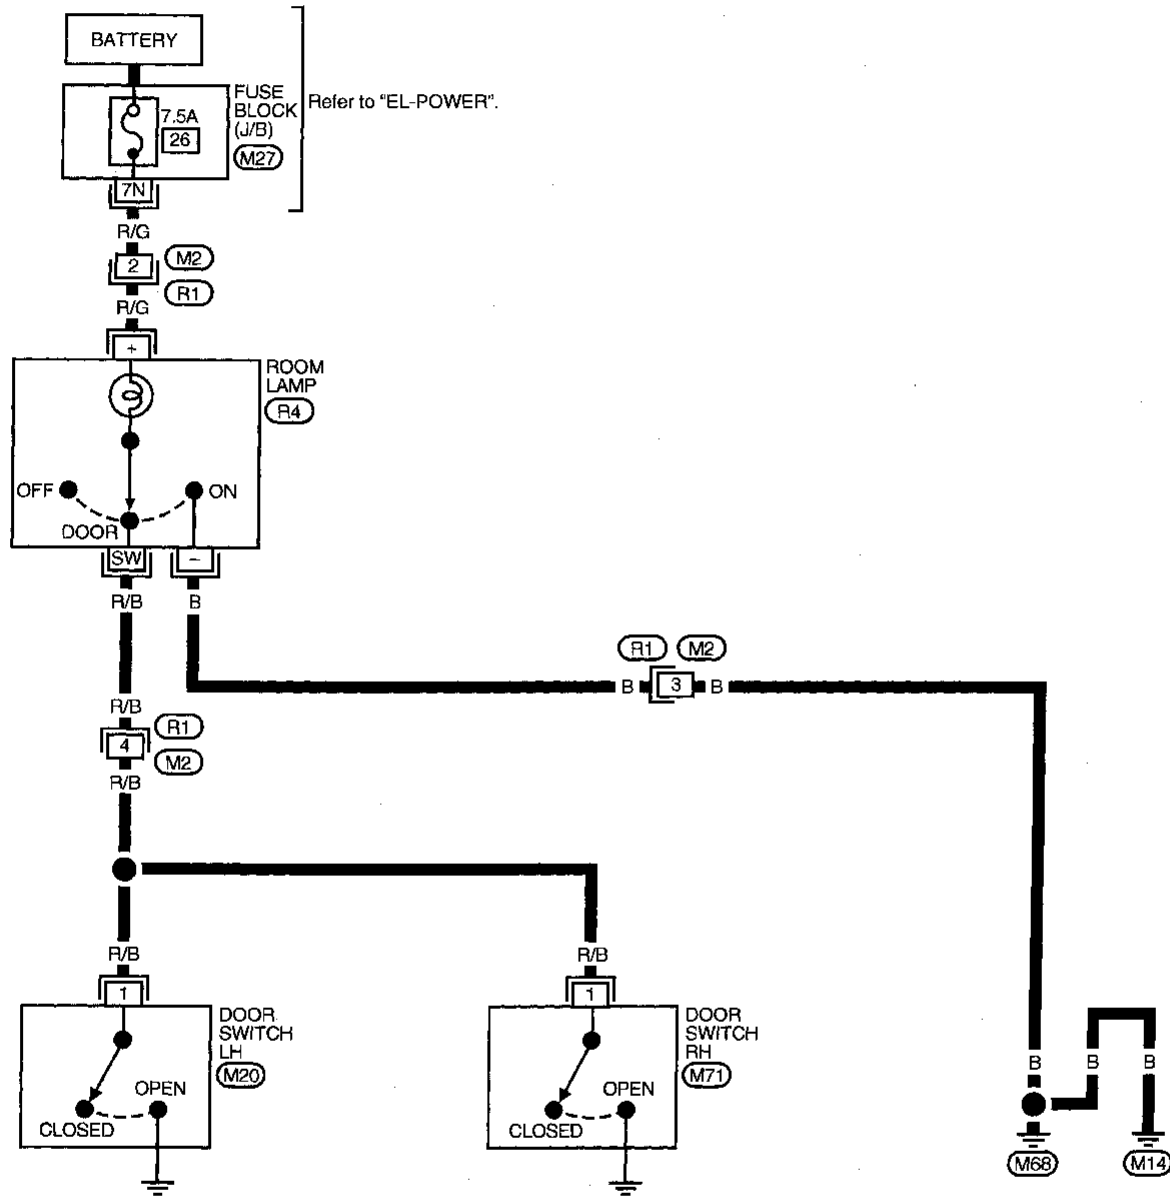 BATTERY
FUSE
BLOCK
(J/B)
M27
Refer to "EL-POWER".
7.5A
26
7N
R/G
2
M2
R1
R/G
+
ROOM
LAMP
R4
OFF
ON
DOOR
SW
–
R/B
B
R1
M2
B
3
B
R/B
R1
4
M2
R/B
R/B
R/B
1
1
DOOR
SWITCH
LH
M20
DOOR
SWITCH
RH
M71
OPEN
CLOSED
OPEN
CLOSED
B
B
B
M68
M14